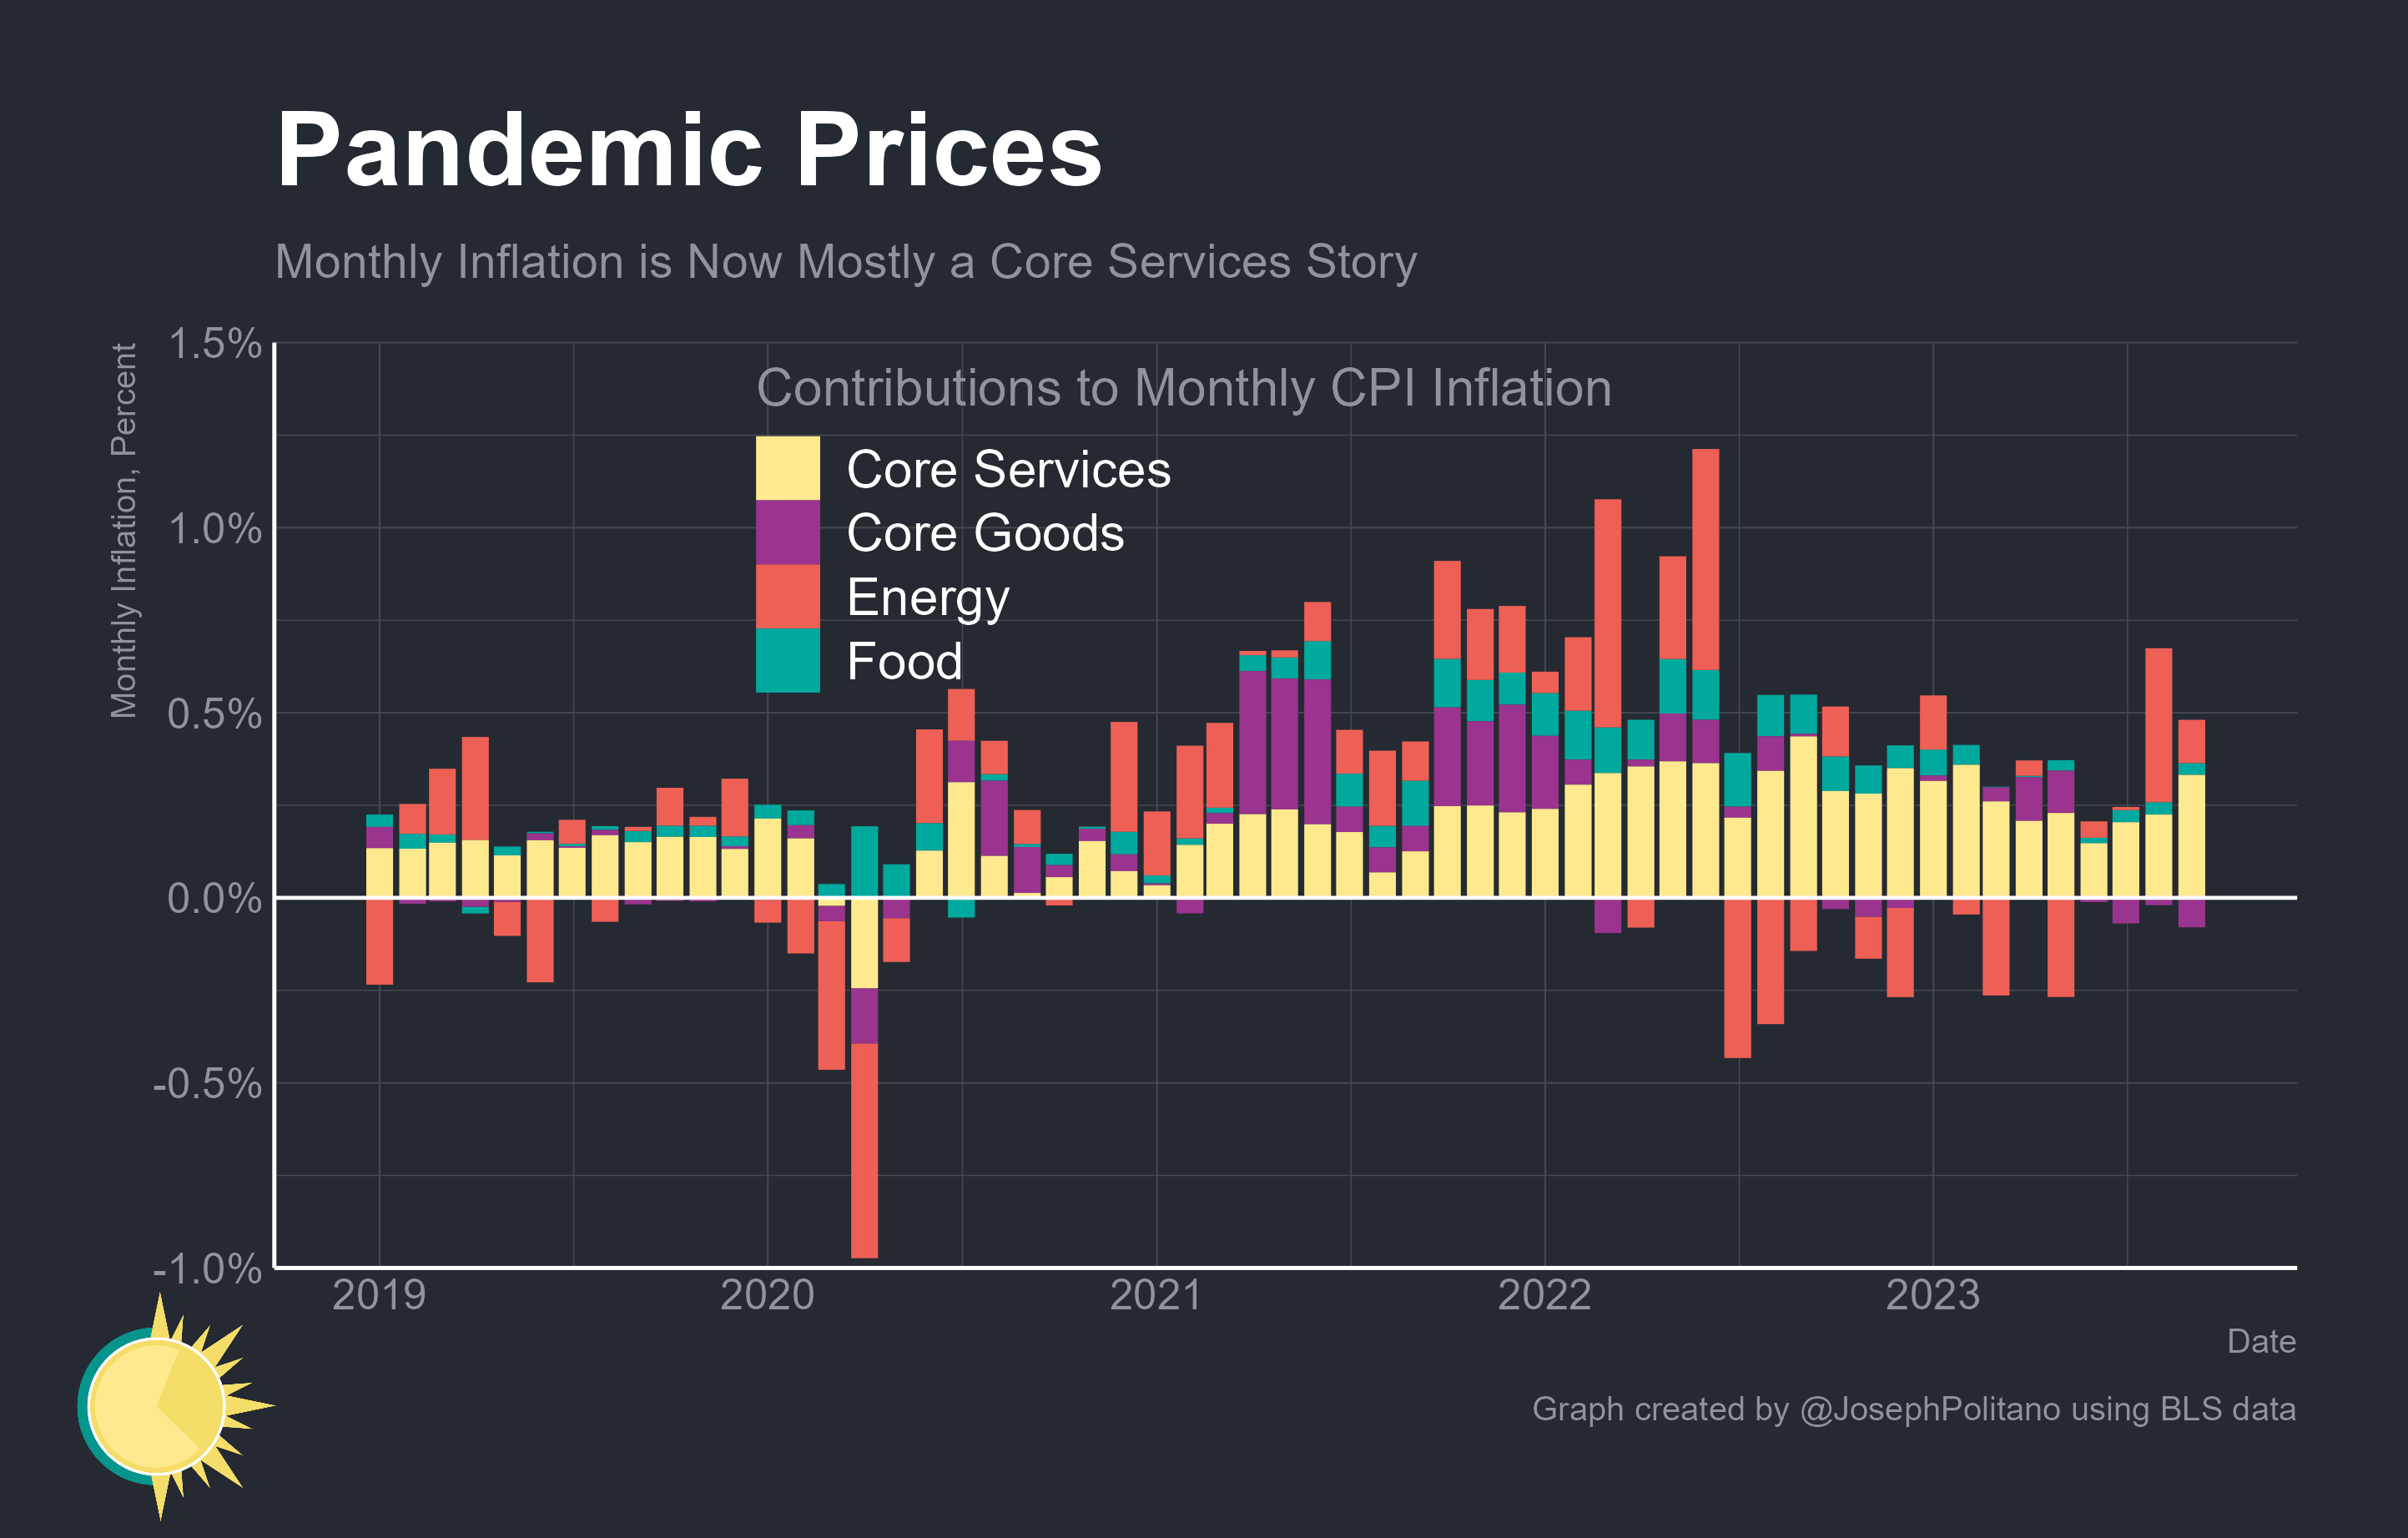 Pandemic Prices
Monthly Inflation is Now Mostly a Core Services Story
Monthly Inflation, Percent
1.5%
1.0%
0.5%
0.0%
-0.5%
-1.0%
Contributions to Monthly CPI Inflation
Core Services
Core Goods
Energy
Food
2019
2020
2021
2022
2023
Date
Graph created by @JosephPolitano using BLS data